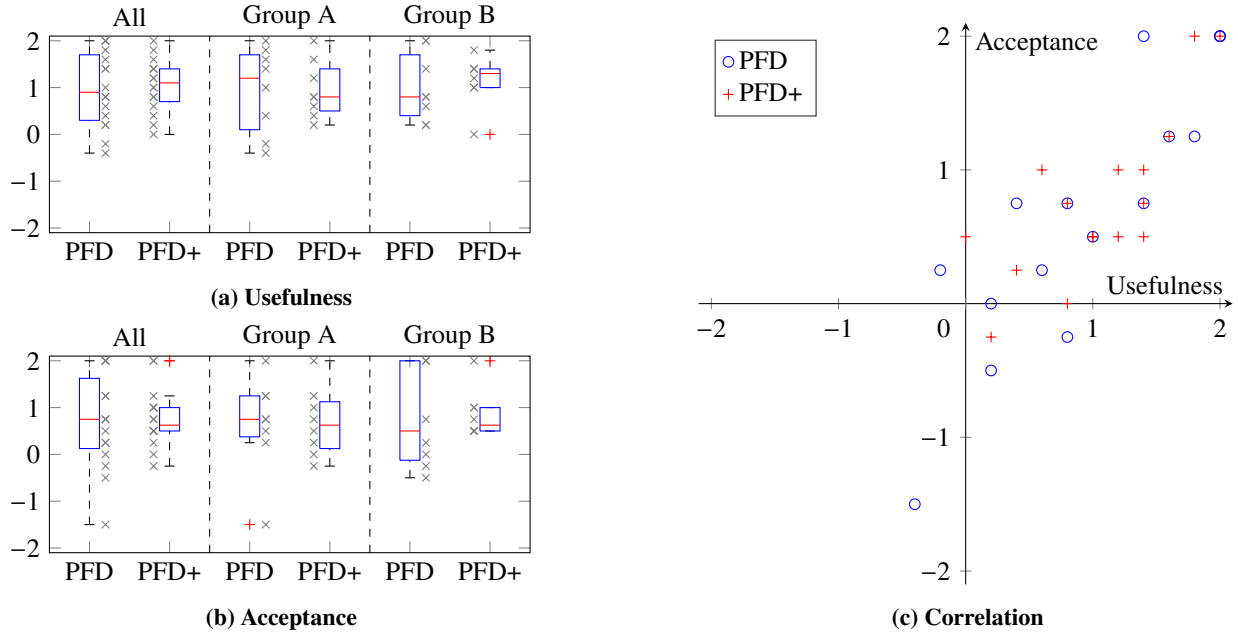 All Group A Group B
2
1
0
−1
−2
PFD PFD+ PFD PFD+ PFD PFD+
(a) Usefulness
All Group A Group B
2
1
0
−1
−2
PFD PFD+ PFD PFD+ PFD PFD+
(b) Acceptance
2 Acceptance
PFD
PFD+
1
Usefulness
−2 −1 0 1 2
−1
−2
(c) Correlation